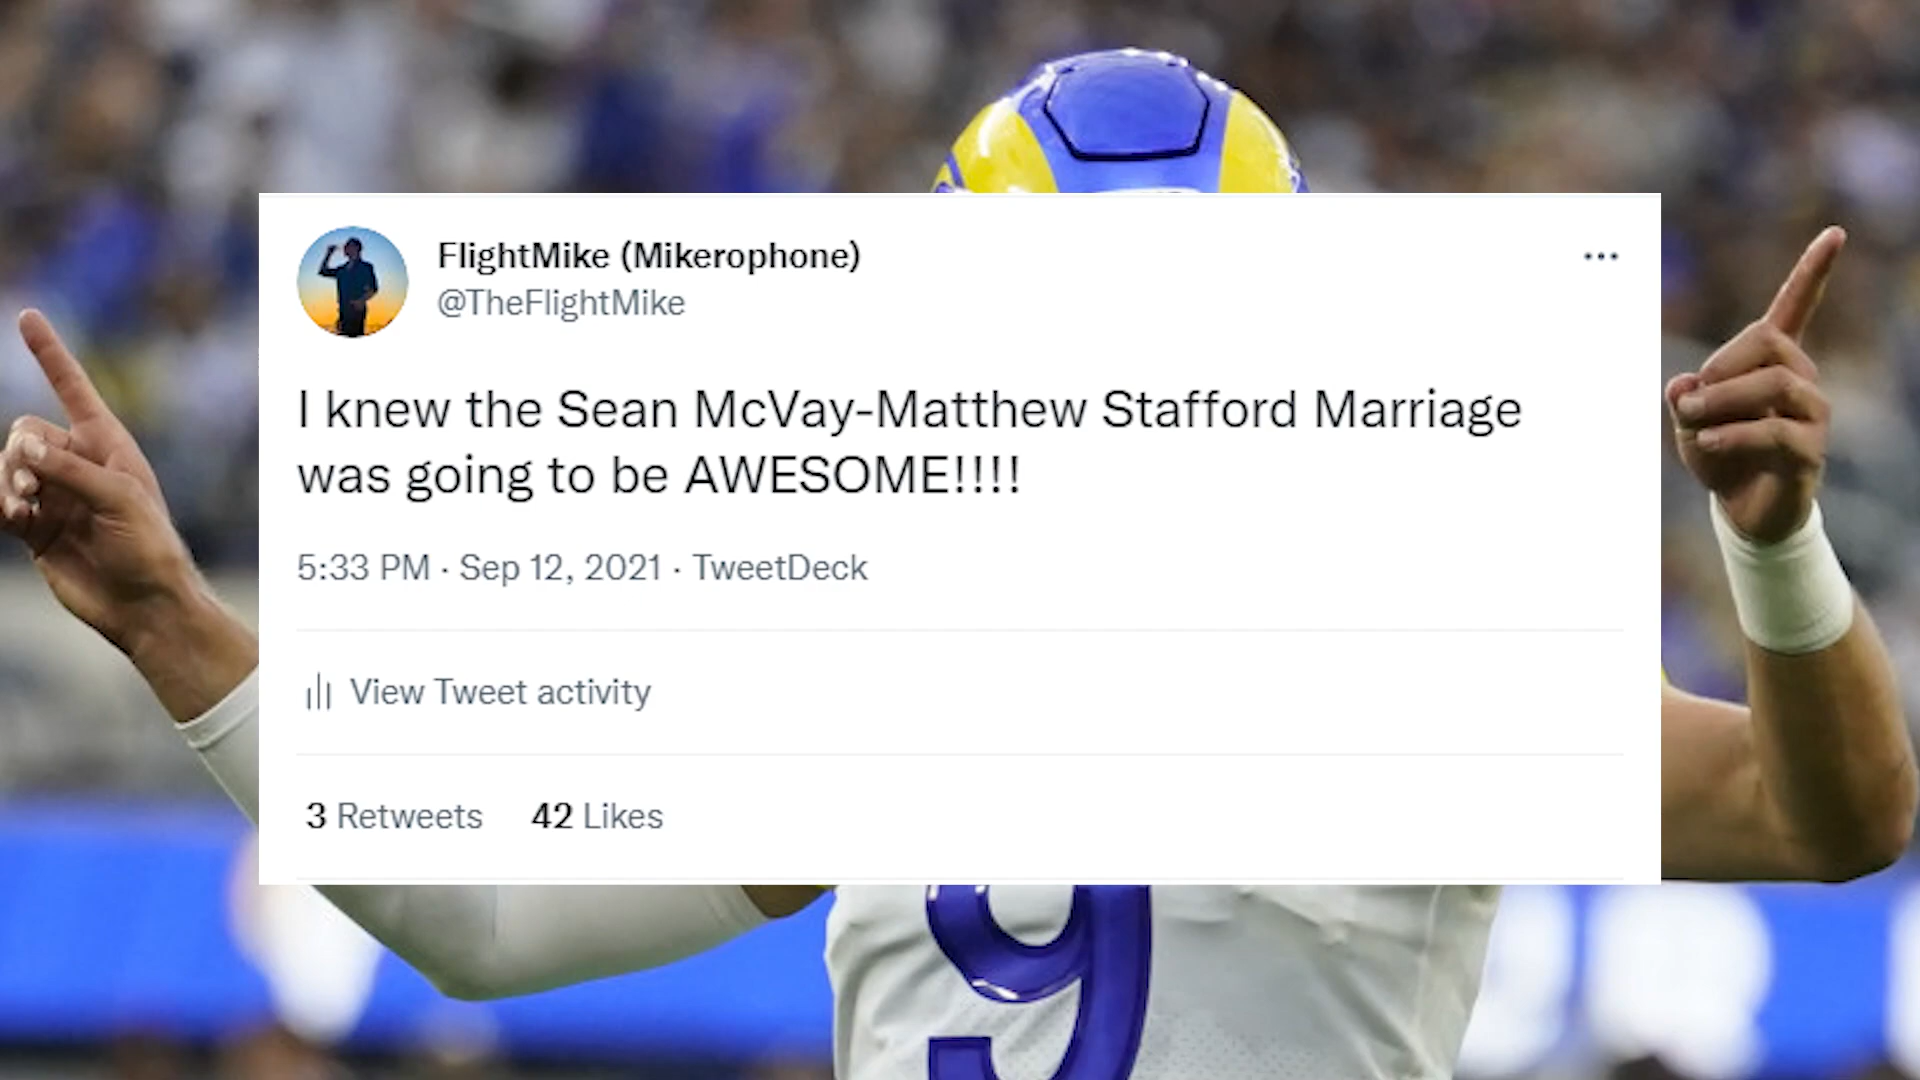 FlightMike (Mikerophone)
@TheFlightMike
I knew the Sean McVay-Matthew Stafford Marriage
was going to be AWESOME!!!!
5:33 PM · Sep 12, 2021 · TweetDeck
View Tweet activity
3 Retweets 42 Likes
9